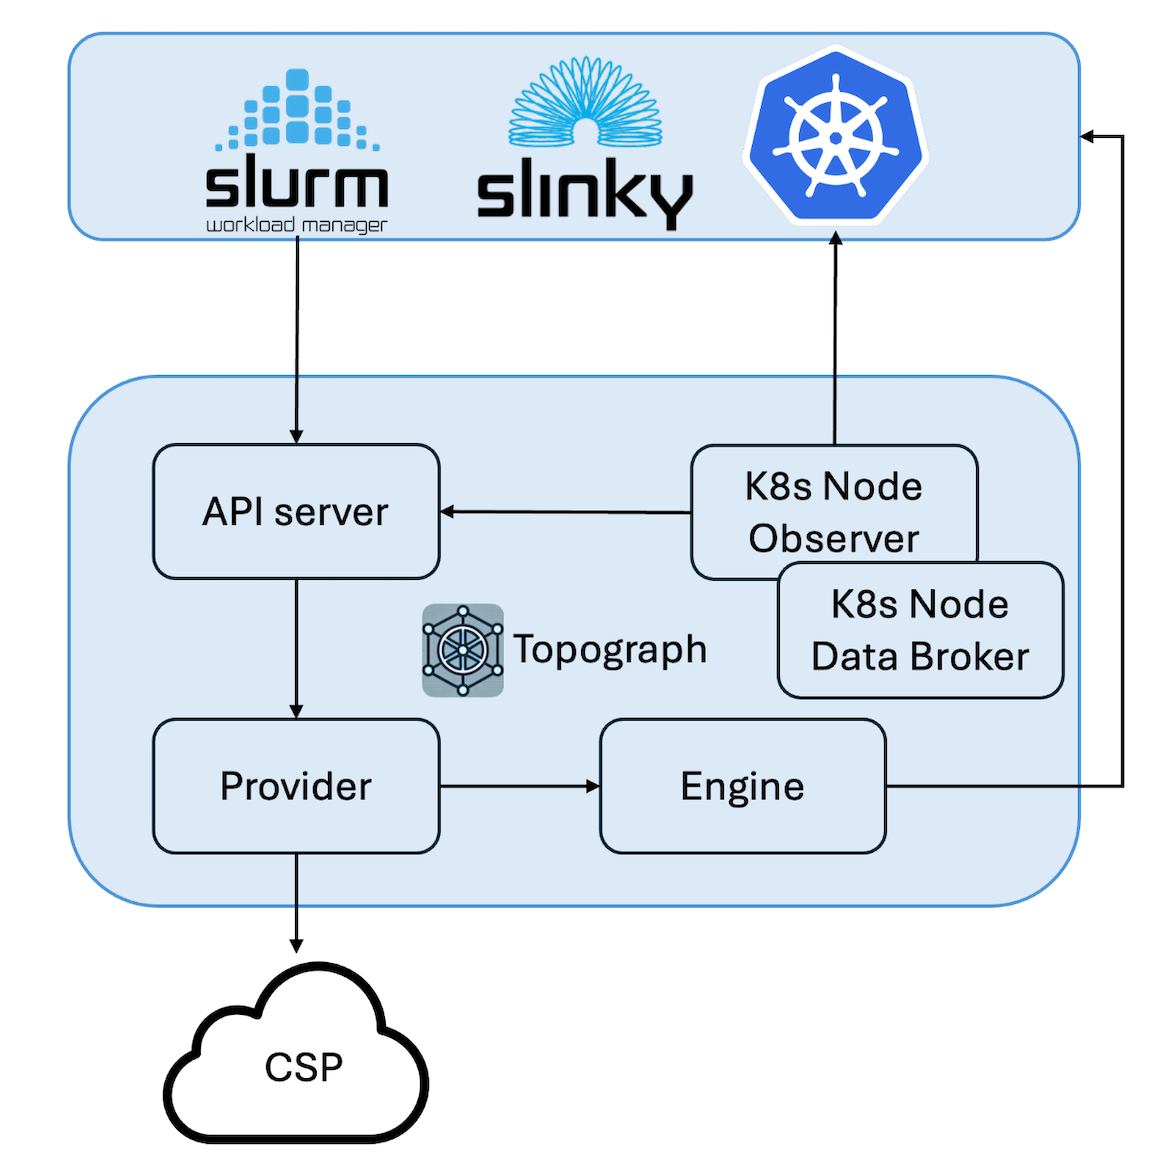 slurm
workload manager
slinky
API server
K8s Node
Observer
K8s Node
Data Broker
Topograph
Provider
Engine
CSP